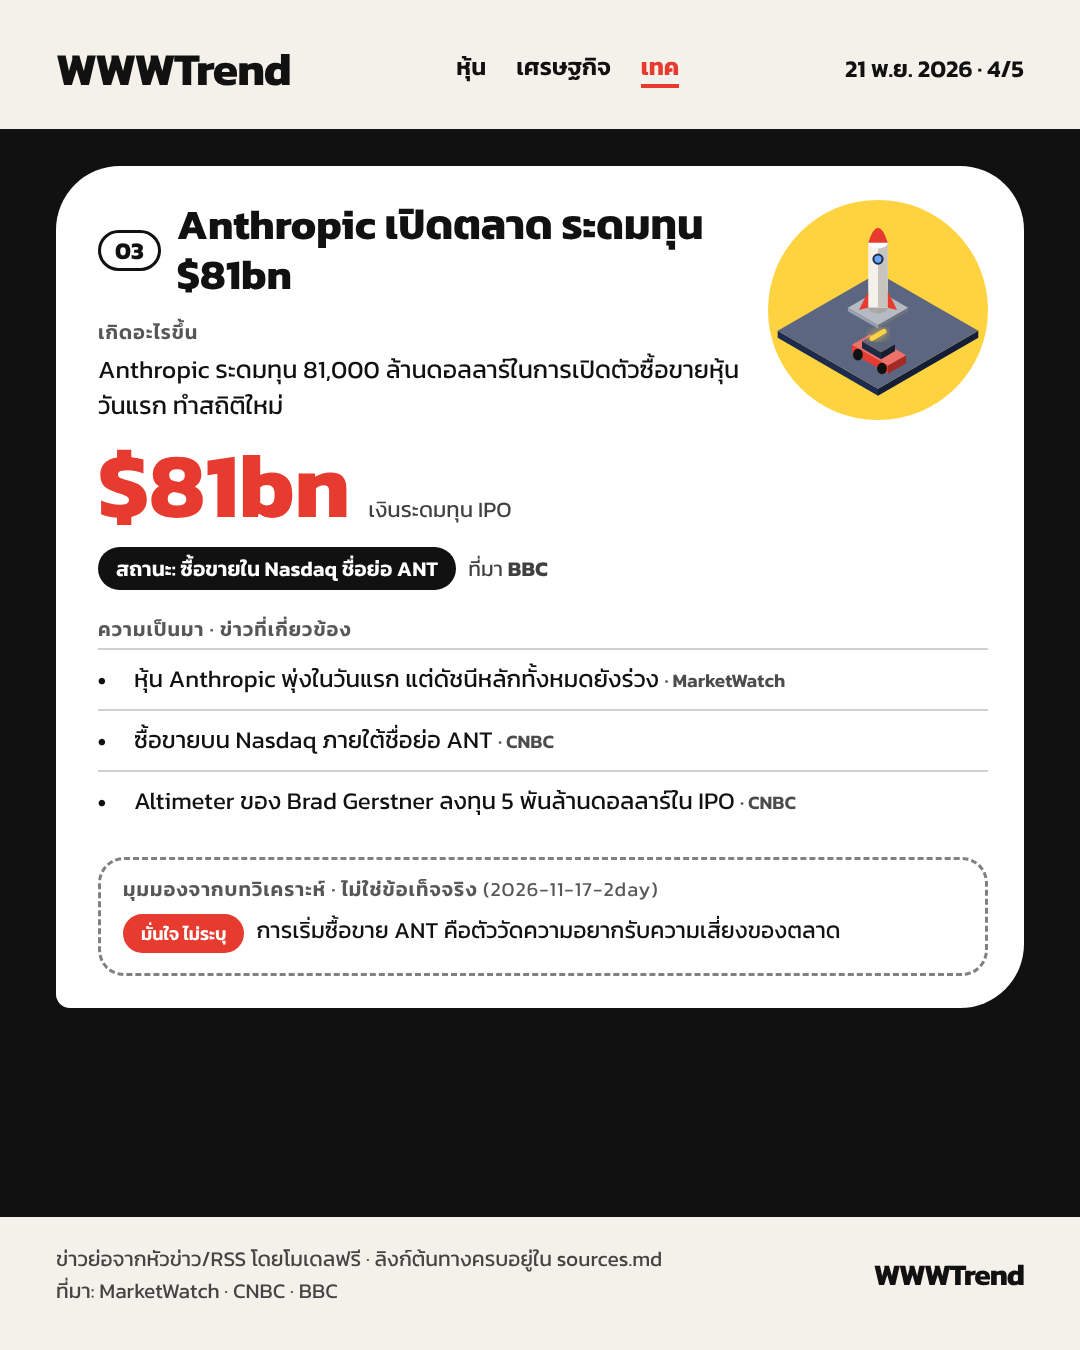 WWWTrend
หุ้น เศรษฐกิจ เทค
21 พ.ย. 2026 · 4/5
03
Anthropic เปิดตลาด ระดมทุน
$81bn
เกิดอะไรขึ้น
Anthropic ระดมทุน 81,000 ล้านดอลลาร์ในการเปิดตัวซื้อขายหุ้น
วันแรก ทำสถิติใหม่
$81bn เงินระดมทุน IPO
สถานะ: ซื้อขายใน Nasdaq ชื่อย่อ ANT ที่มา BBC
ความเป็นมา · ข่าวที่เกี่ยวข้อง
• หุ้น Anthropic พุ่งในวันแรก แต่ดัชนีหลักทั้งหมดยังร่วง · MarketWatch
• ซื้อขายบน Nasdaq ภายใต้ชื่อย่อ ANT · CNBC
• Altimeter ของ Brad Gerstner ลงทุน 5 พันล้านดอลลาร์ใน IPO · CNBC
มุมมองจากบทวิเคราะห์ · ไม่ใช่ข้อเท็จจริง (2026-11-17-2day)
มั่นใจ ไม่ระบุ การเริ่มซื้อขาย ANT คือตัววัดความอยากรับความเสี่ยงของตลาด
ข่าวย่อจากหัวข่าว/RSS โดยโมเดลฟรี · ลิงก์ต้นทางครบอยู่ใน sources.md
ที่มา: MarketWatch · CNBC · BBC
WWWTrend